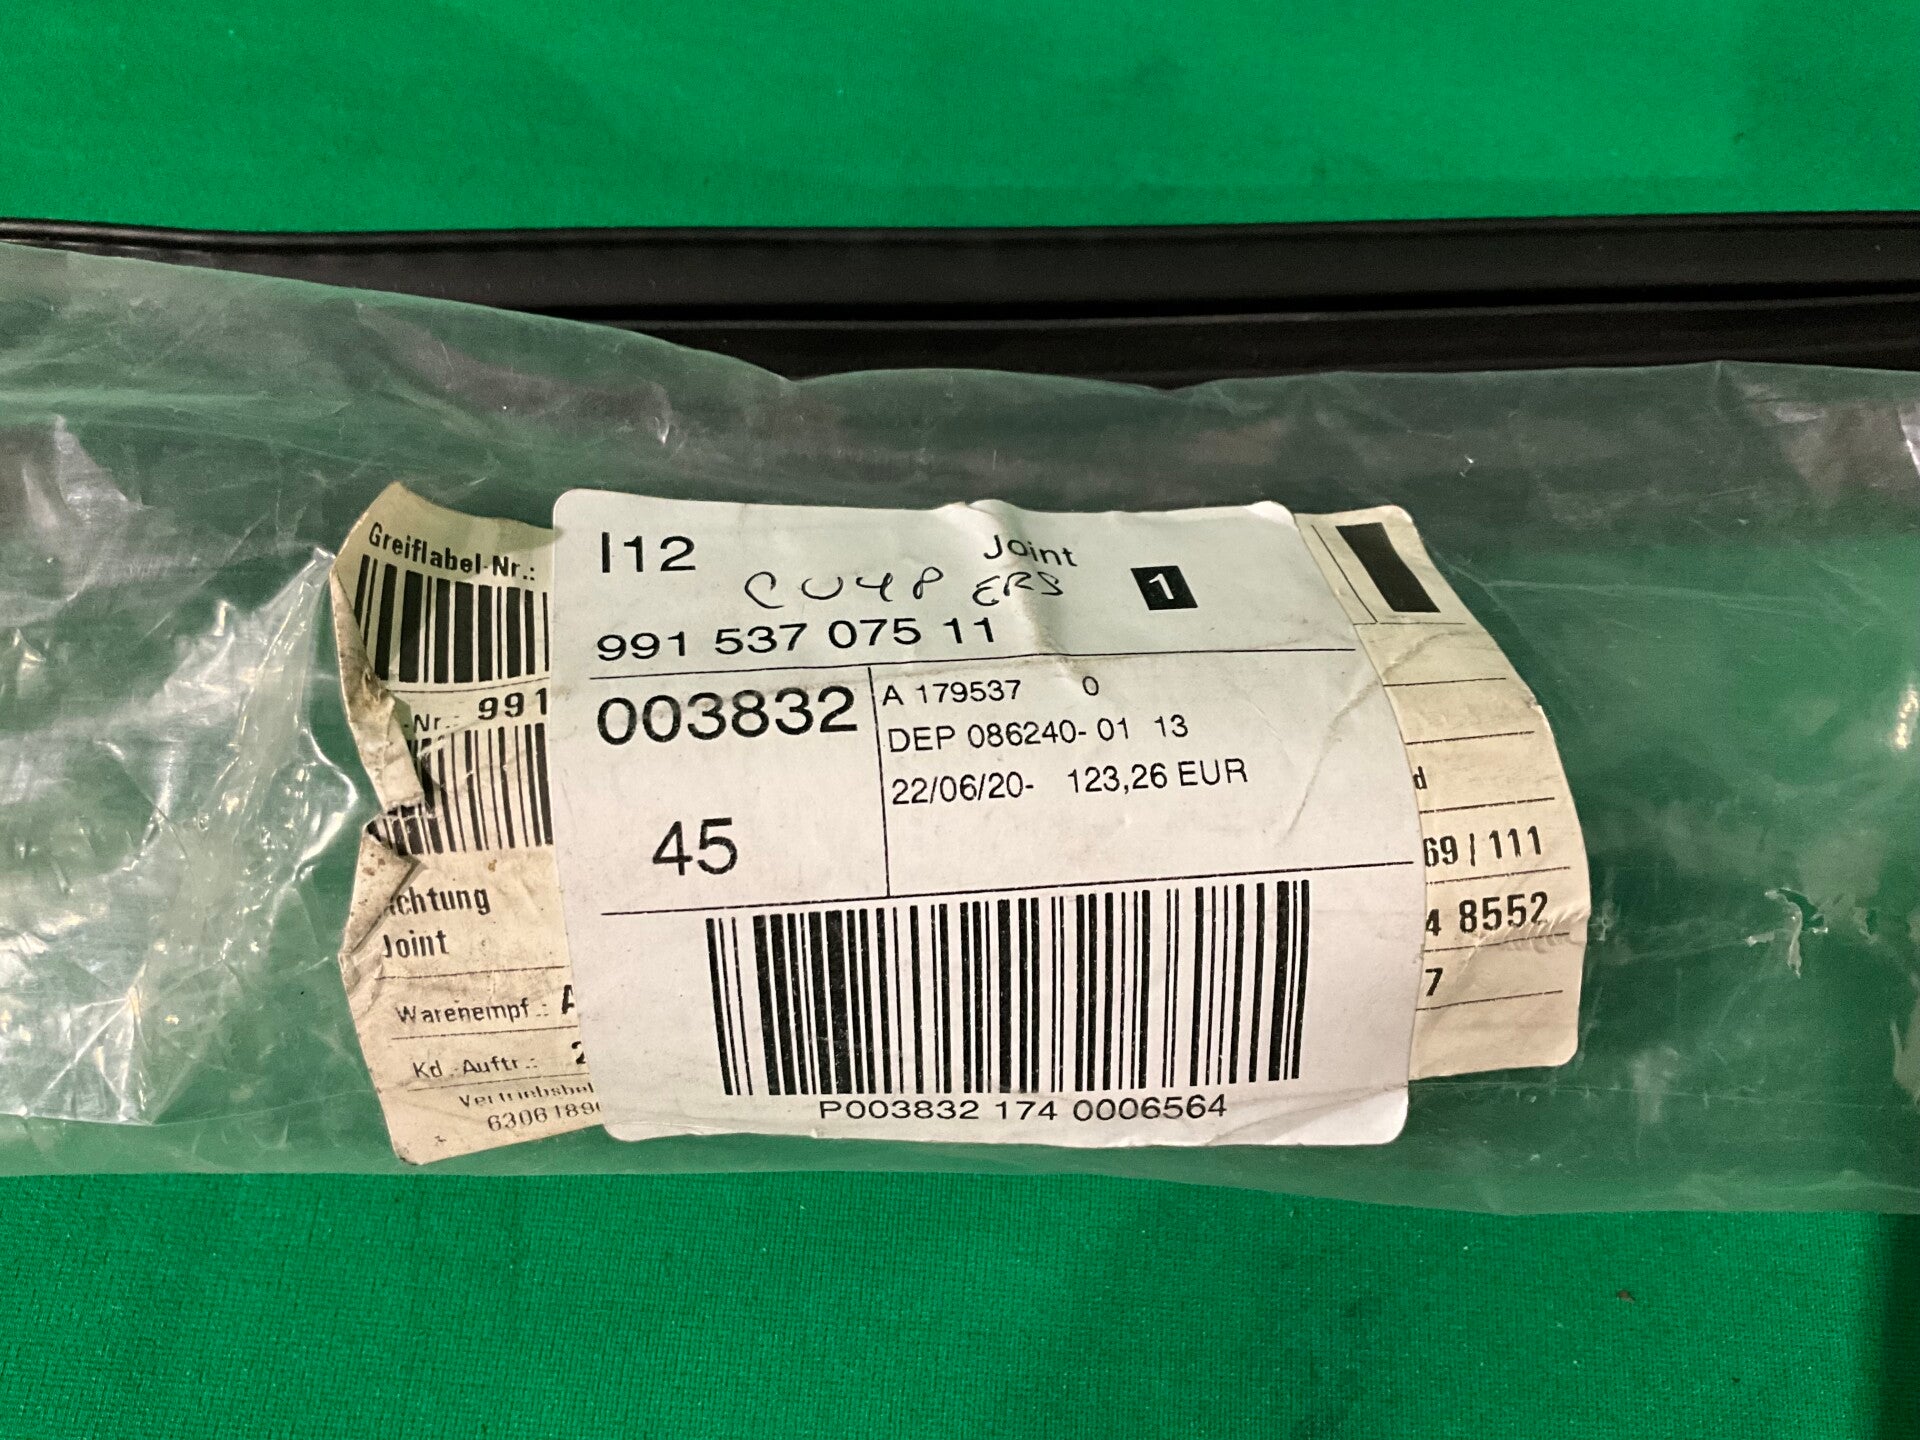 Greiflabel-Nr.:
-Nr.: 991
chtung
Joint
Warenempf.: A
Kd.-Auftr.: 2
6306189
I12
Joint
1
991 537 075 11
003832
A 179537 0
DEP 086240- 01 13
22/06/20- 123,26 EUR
45
P003832 174 0006564
d
69 / 111
4 8552
7